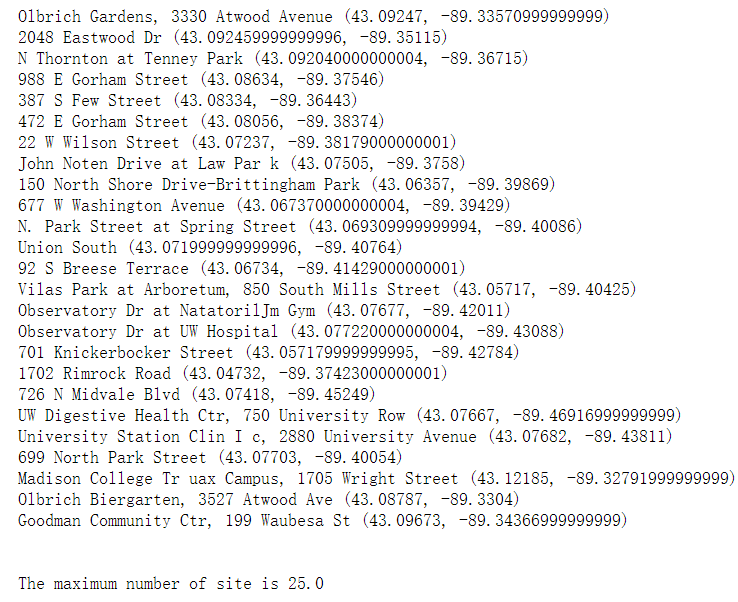 Olbrich Gardens, 3330 Atwood Avenue (43.09247, -89.33570999999999)
2048 Eastwood Dr (43.092459999999996, -89.35115)
N Thornton at Tenney Park (43.092040000000004, -89.36715)
988 E Gorham Street (43.08634, -89.37546)
387 S Few Street (43.08334, -89.36443)
472 E Gorham Street (43.08056, -89.38374)
22 W Wilson Street (43.07237, -89.38179000000001)
John Noten Drive at Law Par k (43.07505, -89.3758)
150 North Shore Drive-Brittingham Park (43.06357, -89.39869)
677 W Washington Avenue (43.067370000000004, -89.39429)
N. Park Street at Spring Street (43.069309999999994, -89.40086)
Union South (43.071999999999996, -89.40764)
92 S Breese Terrace (43.06734, -89.41429000000001)
Vilas Park at Arboretum, 850 South Mills Street (43.05717, -89.40425)
Observatory Dr at NatatorilJm Gym (43.07677, -89.42011)
Observatory Dr at UW Hospital (43.077220000000004, -89.43088)
701 Knickerbocker Street (43.057179999999995, -89.42784)
1702 Rimrock Road (43.04732, -89.37423000000001)
726 N Midvale Blvd (43.07418, -89.45249)
UW Digestive Health Ctr, 750 University Row (43.07667, -89.46916999999999)
University Station Clin I c, 2880 University Avenue (43.07682, -89.43811)
699 North Park Street (43.07703, -89.40054)
Madison College Tr uax Campus, 1705 Wright Street (43.12185, -89.32791999999999)
Olbrich Biergarten, 3527 Atwood Ave (43.08787, -89.3304)
Goodman Community Ctr, 199 Waubesa St (43.09673, -89.34366999999999)
The maximum number of site is 25.0